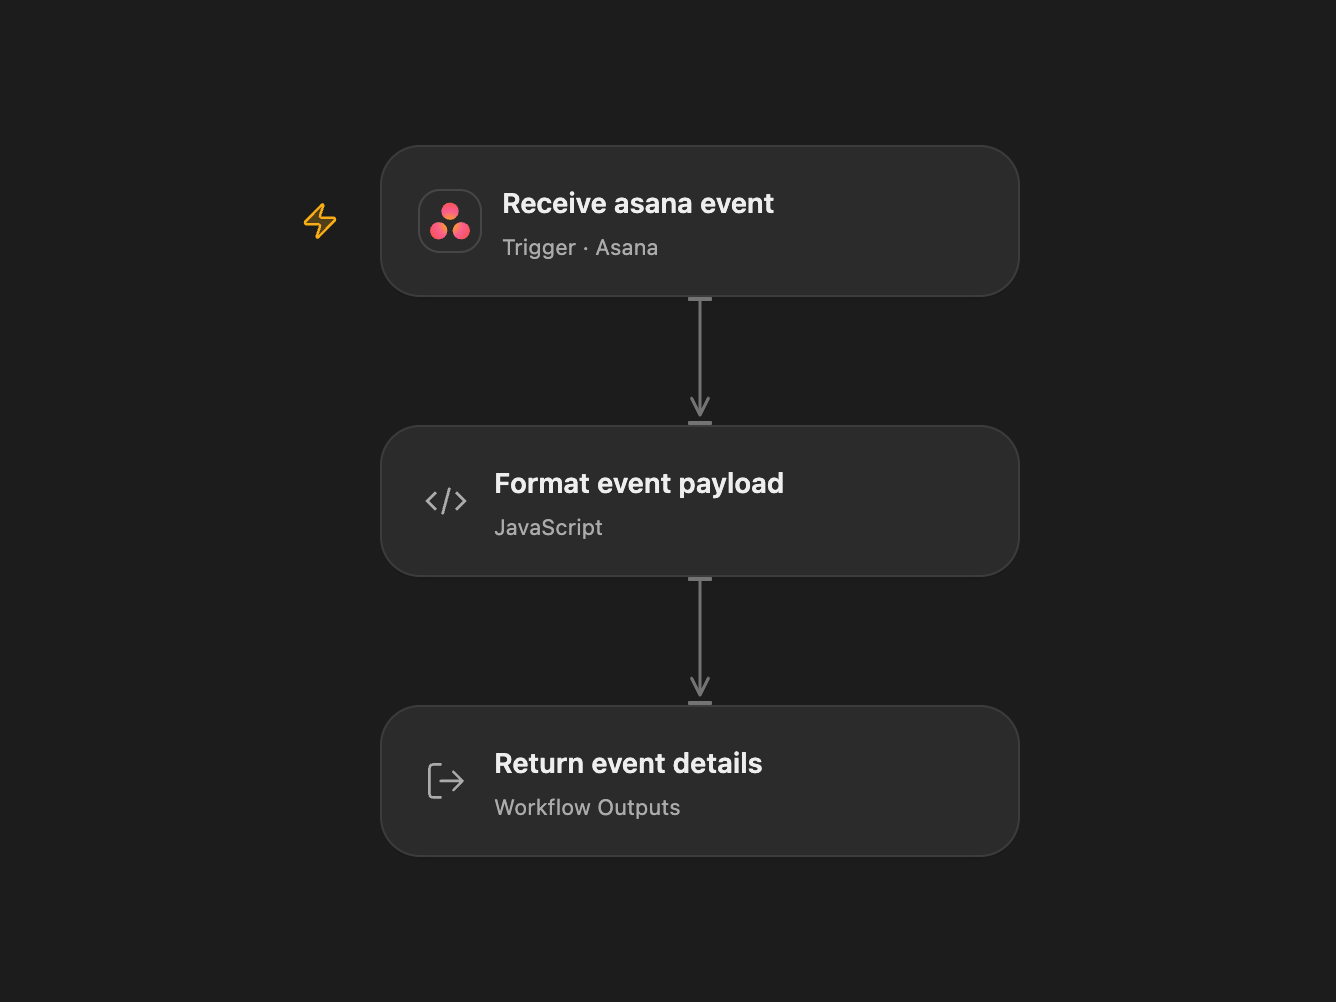 Receive asana event
Trigger · Asana
Format event payload
JavaScript
Return event details
Workflow Outputs